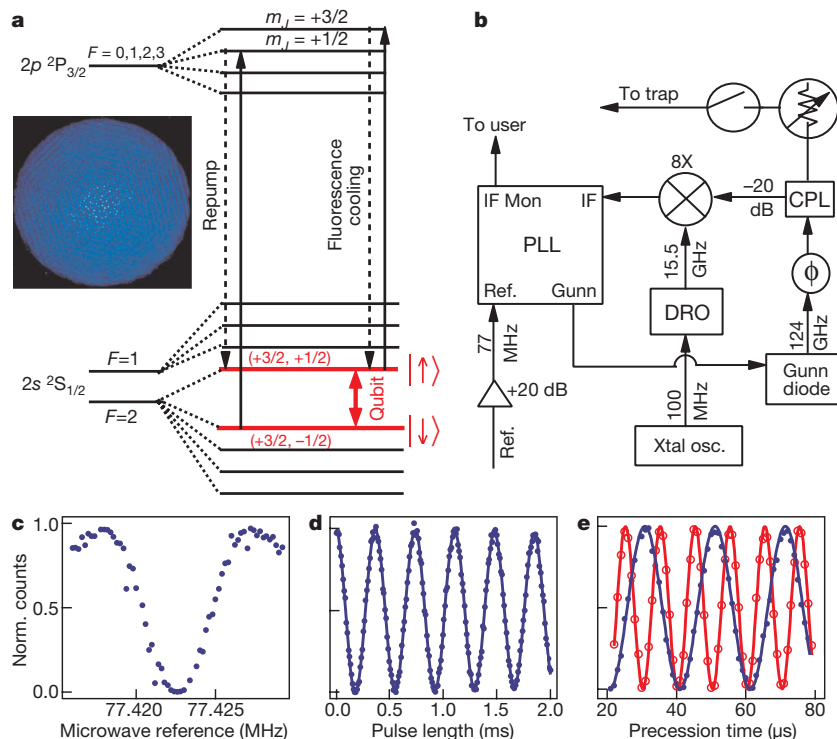 a
m_J = +3/2
m_J = +1/2
F = 0,1,2,3
2p ²P₃/₂
Repump
Fluorescence
cooling
F=1
2s ²S₁/₂
F=2
(+3/2, +1/2)
|↑⟩
Qubit
(+3/2, −1/2)
|↓⟩
b
To trap
To user
8X
−20
dB
CPL
IF Mon
IF
PLL
Ref.
Gunn
15.5
GHz
ϕ
DRO
124
GHz
77
MHz
+20 dB
Ref.
100
MHz
Gunn
diode
Xtal osc.
c
Norm. counts
1.0
0.5
0.0
77.420
77.425
Microwave reference (MHz)
d
0.0
0.5
1.0
1.5
2.0
Pulse length (ms)
e
20
40
60
80
Precession time (μs)